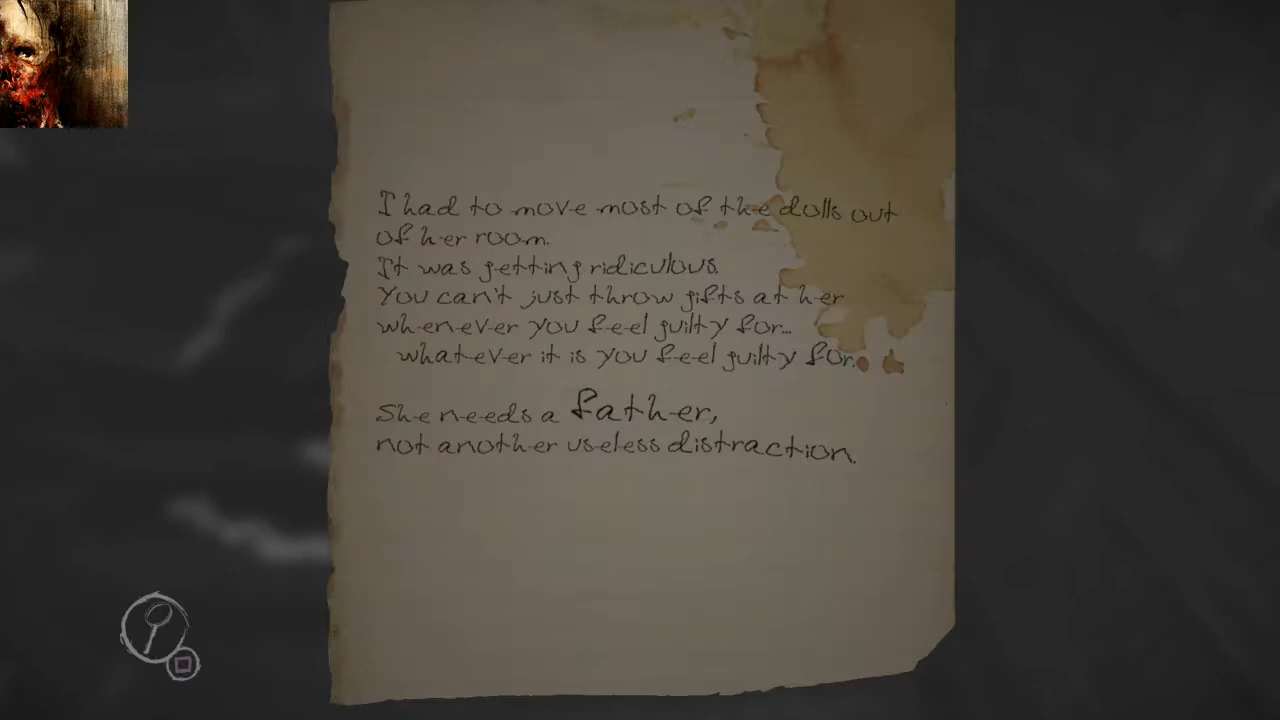 I had to move most of the dolls out
of her room.
It was getting ridiculous.
You can't just throw gifts at her
whenever you feel guilty for...
whatever it is you feel guilty for.
She needs a father,
not another useless distraction.